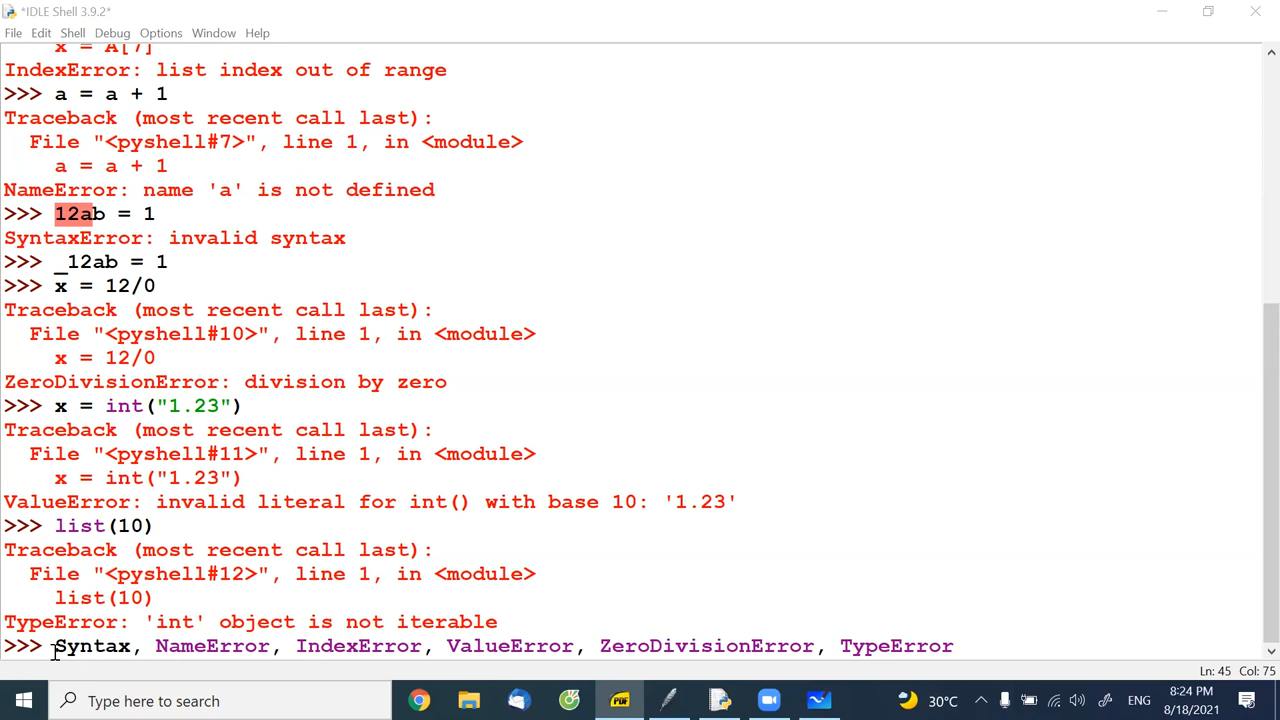 *IDLE Shell 3.9.2*
File Edit Shell Debug Options Window Help
x = A[7]
IndexError: list index out of range
>>> a = a + 1
Traceback (most recent call last):
File "<pyshell#7>", line 1, in <module>
a = a + 1
NameError: name 'a' is not defined
>>> 12ab = 1
SyntaxError: invalid syntax
>>> _12ab = 1
>>> x = 12/0
Traceback (most recent call last):
File "<pyshell#10>", line 1, in <module>
x = 12/0
ZeroDivisionError: division by zero
>>> x = int("1.23")
Traceback (most recent call last):
File "<pyshell#11>", line 1, in <module>
x = int("1.23")
ValueError: invalid literal for int() with base 10: '1.23'
>>> list(10)
Traceback (most recent call last):
File "<pyshell#12>", line 1, in <module>
list(10)
TypeError: 'int' object is not iterable
>>> Syntax, NameError, IndexError, ValueError, ZeroDivisionError, TypeError
Ln: 45 Col: 75
Type here to search
30°C
ENG
8:24 PM
8/18/2021